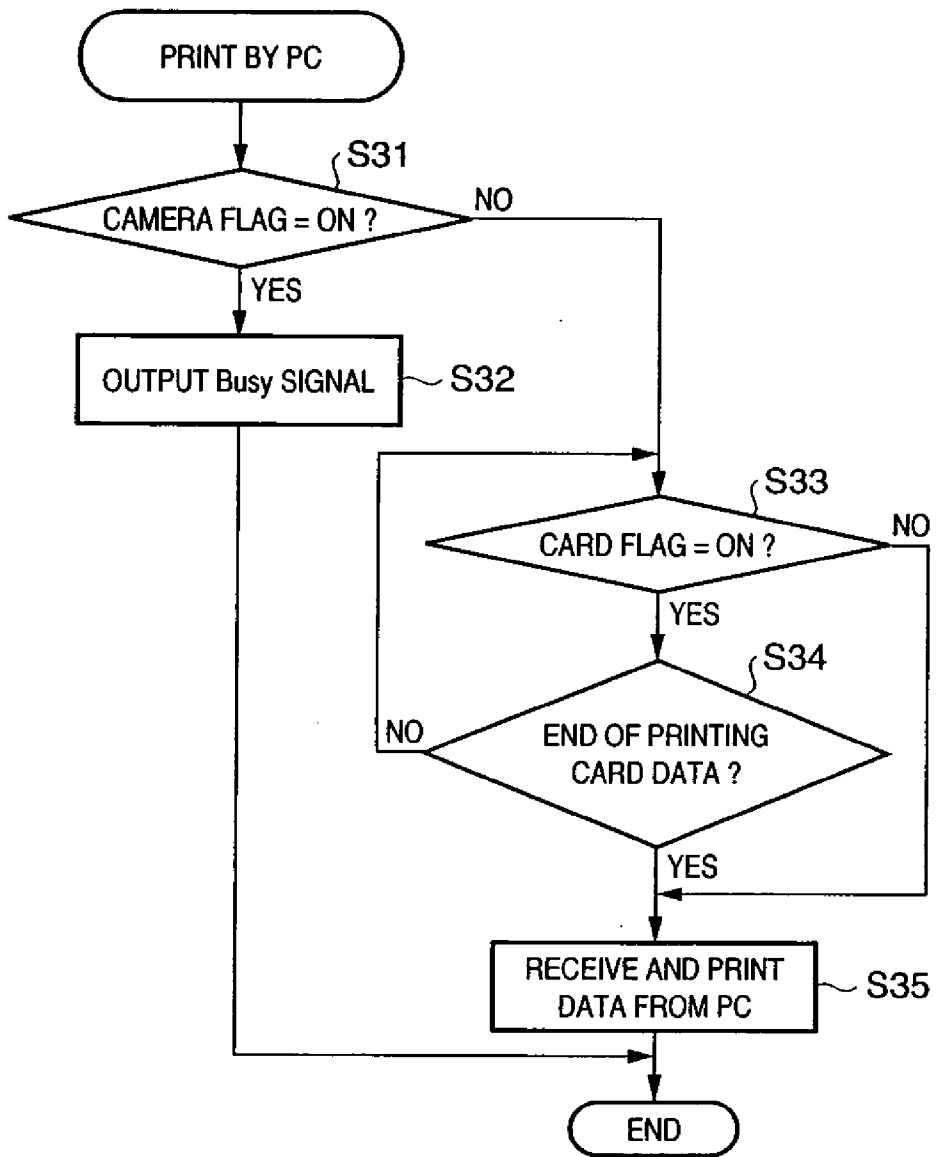 PRINT BY PC
S31
CAMERA FLAG = ON ?
NO
YES
OUTPUT Busy SIGNAL
S32
S33
CARD FLAG = ON ?
NO
YES
S34
NO
END OF PRINTING
CARD DATA ?
YES
RECEIVE AND PRINT
DATA FROM PC
S35
END